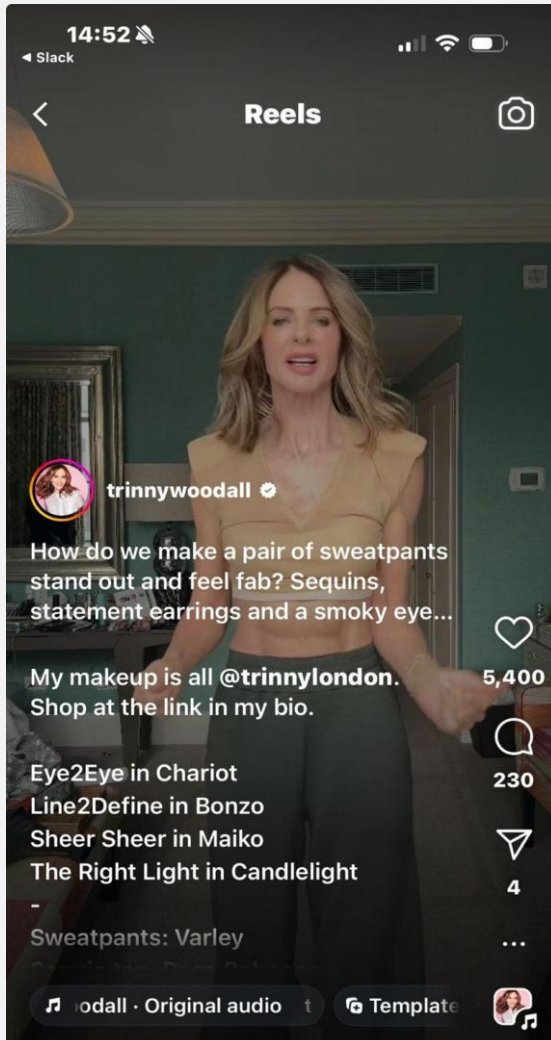 14:52
◄ Slack
Reels
trinnywoodall
How do we make a pair of sweatpants
stand out and feel fab? Sequins,
statement earrings and a smoky eye...
My makeup is all @trinnylondon.
5,400
Shop at the link in my bio.
Eye2Eye in Chariot
230
Line2Define in Bonzo
Sheer Sheer in Maiko
The Right Light in Candlelight
4
-
Sweatpants: Varley
odall · Original audio
Template